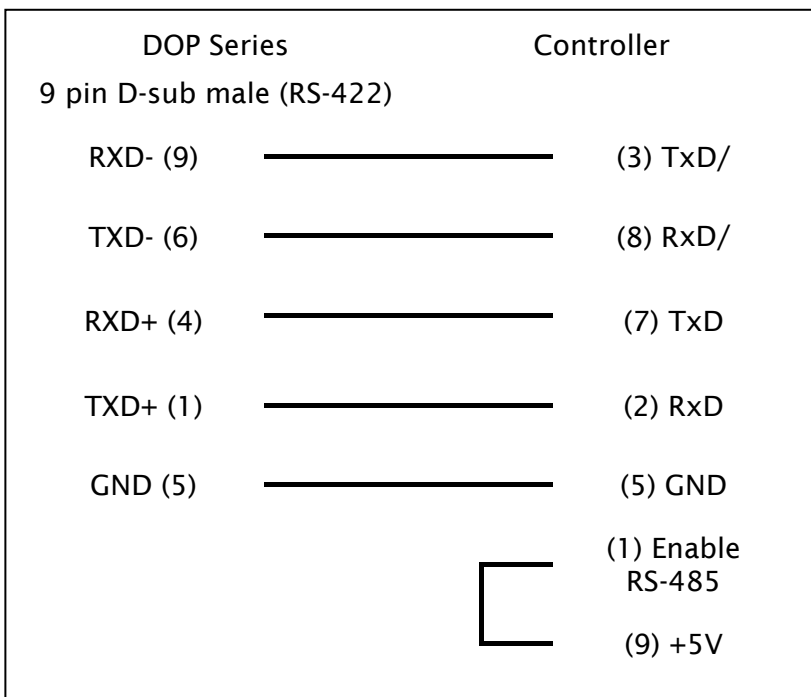 DOP Series Controller
9 pin D-sub male (RS-422)
RXD- (9) (3) TxD/
TXD- (6) (8) RxD/
RXD+ (4) (7) TxD
TXD+ (1) (2) RxD
GND (5) (5) GND
(1) Enable
RS-485
(9) +5V